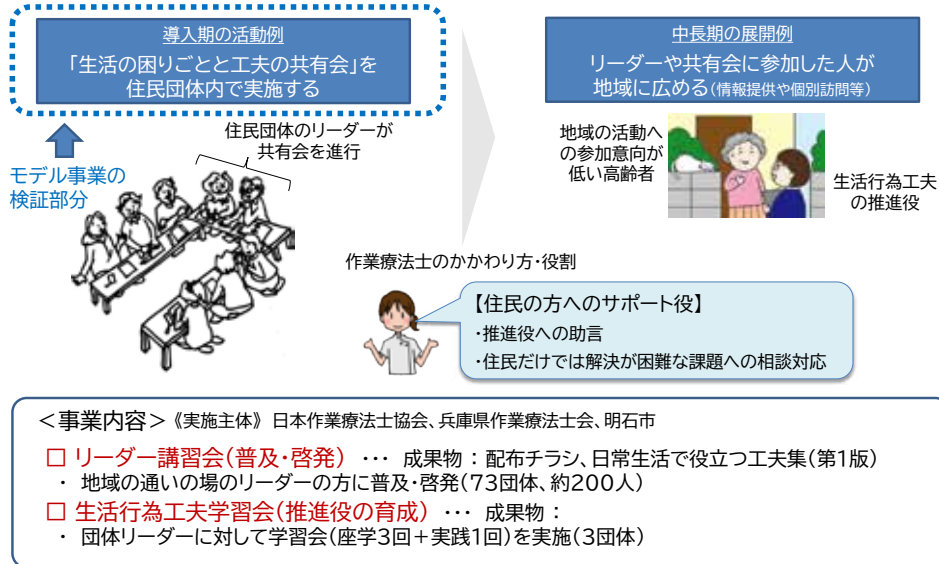 導入期の活動例
「生活の困りごとと工夫の共有会」を
住民団体内で実施する
中長期の展開例
リーダーや共有会に参加した人が
地域に広める(情報提供や個別訪問等)
モデル事業の
検証部分
住民団体のリーダーが
共有会を進行
地域の活動へ
の参加意向が
低い高齢者
生活行為工夫
の推進役
作業療法士のかかわり方・役割
【住民の方へのサポート役】
・推進役への助言
・住民だけでは解決が困難な課題への相談対応
＜事業内容＞《実施主体》 日本作業療法士協会、兵庫県作業療法士会、明石市
□ リーダー講習会(普及・啓発) ･･･ 成果物：配布チラシ、日常生活で役立つ工夫集(第1版)
・ 地域の通いの場のリーダーの方に普及・啓発(73団体、約200人)
□ 生活行為工夫学習会(推進役の育成) ･･･ 成果物：
・ 団体リーダーに対して学習会(座学3回＋実践1回)を実施(3団体)